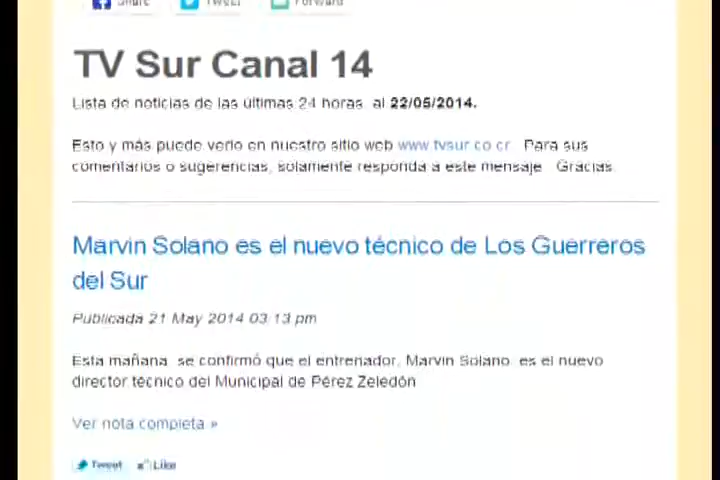 Share Tweet Forward
TV Sur Canal 14
Lista de noticias de las últimas 24 horas al 22/05/2014.
Esto y más puede verlo en nuestro sitio web www.tvsur.co.cr Para sus
comentarios o sugerencias, solamente responda a este mensaje Gracias.
Marvin Solano es el nuevo técnico de Los Guerreros
del Sur
Publicada 21 May 2014 03:13 pm
Esta mañana se confirmó que el entrenador, Marvin Solano es el nuevo
director técnico del Municipal de Pérez Zeledón
Ver nota completa »
Tweet Like